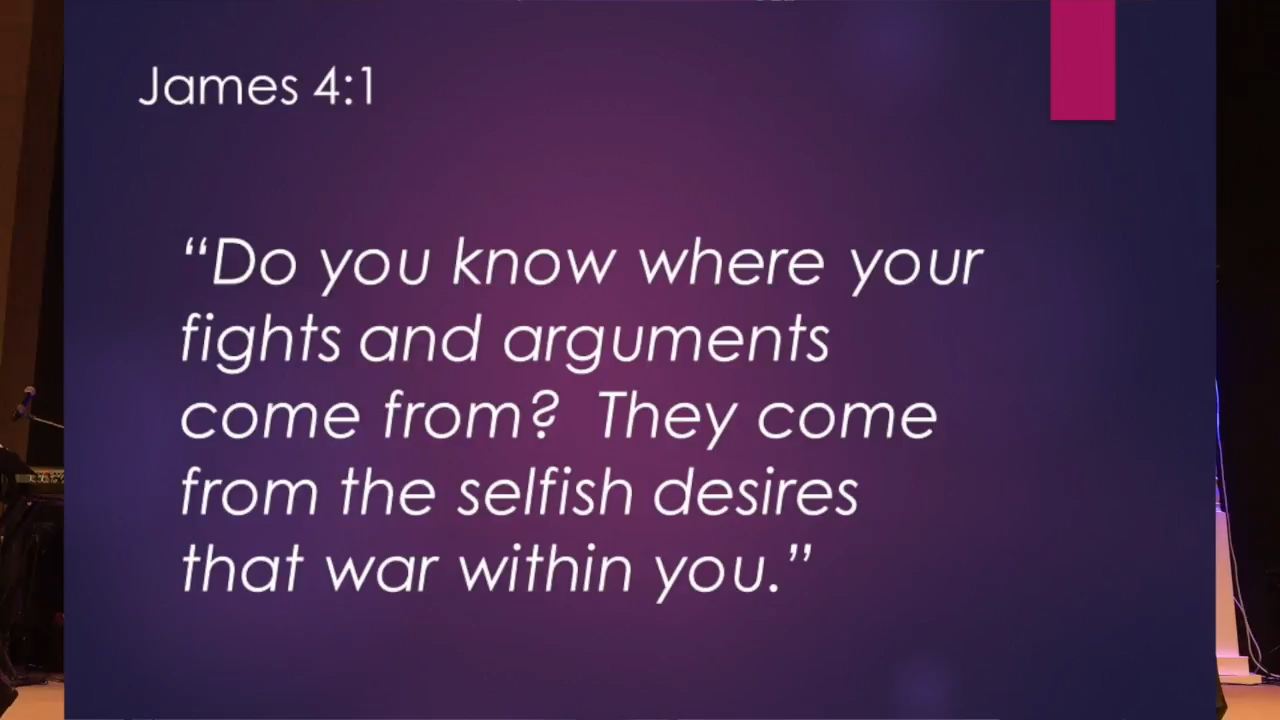 James 4:1
“Do you know where your
fights and arguments
come from?  They come
from the selfish desires
that war within you.”